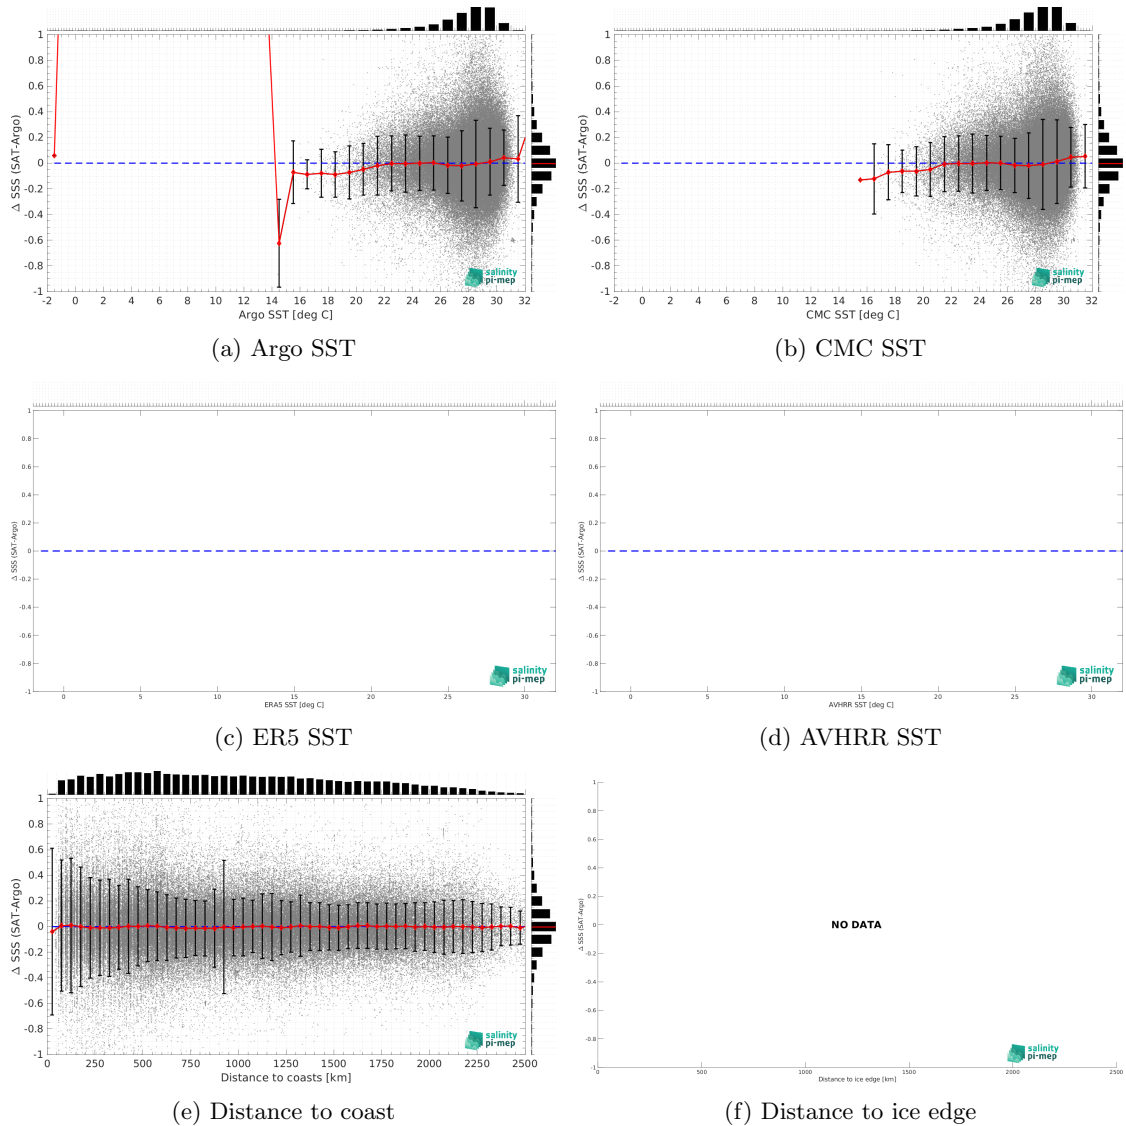 1
0.8
0.6
0.4
0.2
0
-0.2
-0.4
-0.6
-0.8
-1
Δ SSS (SAT-Argo)
-2 0 2 4 6 8 10 12 14 16 18 20 22 24 26 28 30 32
Argo SST [deg C]
salinity
pi-mep
(a) Argo SST
1
0.8
0.6
0.4
0.2
0
-0.2
-0.4
-0.6
-0.8
-1
Δ SSS (SAT-Argo)
-2 0 2 4 6 8 10 12 14 16 18 20 22 24 26 28 30 32
CMC SST [deg C]
salinity
pi-mep
(b) CMC SST
1
0.8
0.6
0.4
0.2
0
-0.2
-0.4
-0.6
-0.8
-1
Δ SSS (SAT-Argo)
0 5 10 15 20 25 30
ERA5 SST [deg C]
salinity
pi-mep
(c) ER5 SST
1
0.8
0.6
0.4
0.2
0
-0.2
-0.4
-0.6
-0.8
-1
Δ SSS (SAT-Argo)
0 5 10 15 20 25 30
AVHRR SST [deg C]
salinity
pi-mep
(d) AVHRR SST
1
0.8
0.6
0.4
0.2
0
-0.2
-0.4
-0.6
-0.8
-1
Δ SSS (SAT-Argo)
0 250 500 750 1000 1250 1500 1750 2000 2250 2500
Distance to coasts [km]
salinity
pi-mep
(e) Distance to coast
1
0.8
0.6
0.4
0.2
0
-0.2
-0.4
-0.6
-0.8
-1
Δ SSS (SAT-Argo)
NO DATA
0 500 1000 1500 2000 2500
Distance to ice edge [km]
salinity
pi-mep
(f) Distance to ice edge